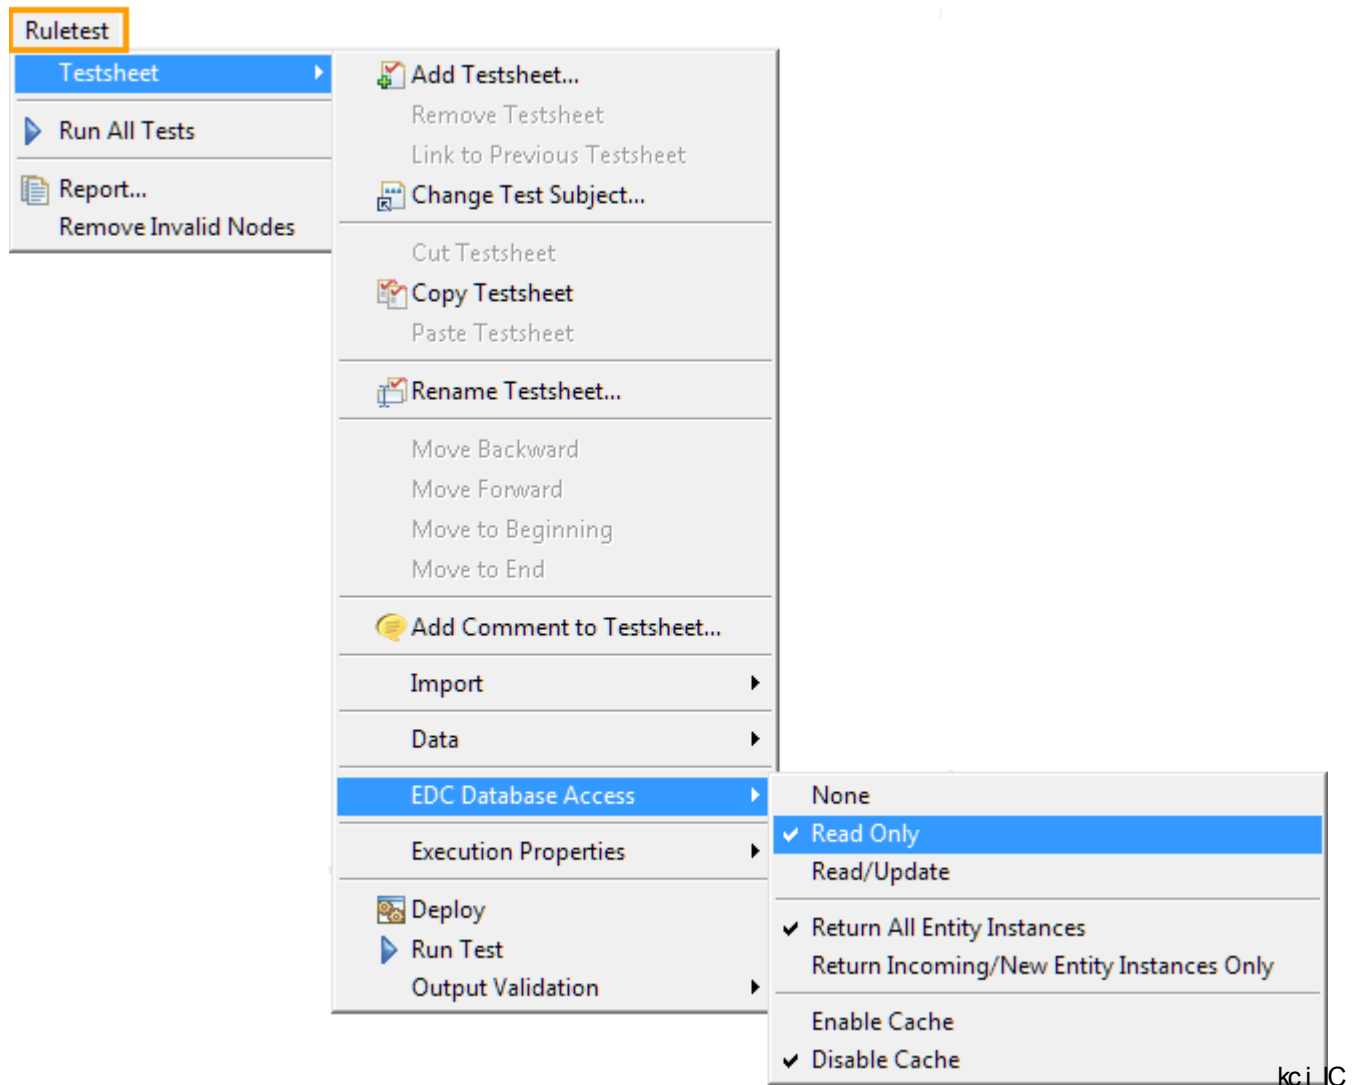 Ruletest
Testsheet
Run All Tests
Report...
Remove Invalid Nodes
Add Testsheet...
Remove Testsheet
Link to Previous Testsheet
Change Test Subject...
Cut Testsheet
Copy Testsheet
Paste Testsheet
Rename Testsheet...
Move Backward
Move Forward
Move to Beginning
Move to End
Add Comment to Testsheet...
Import
Data
EDC Database Access
Execution Properties
Deploy
Run Test
Output Validation
None
Read Only
Read/Update
Return All Entity Instances
Return Incoming/New Entity Instances Only
Enable Cache
Disable Cache